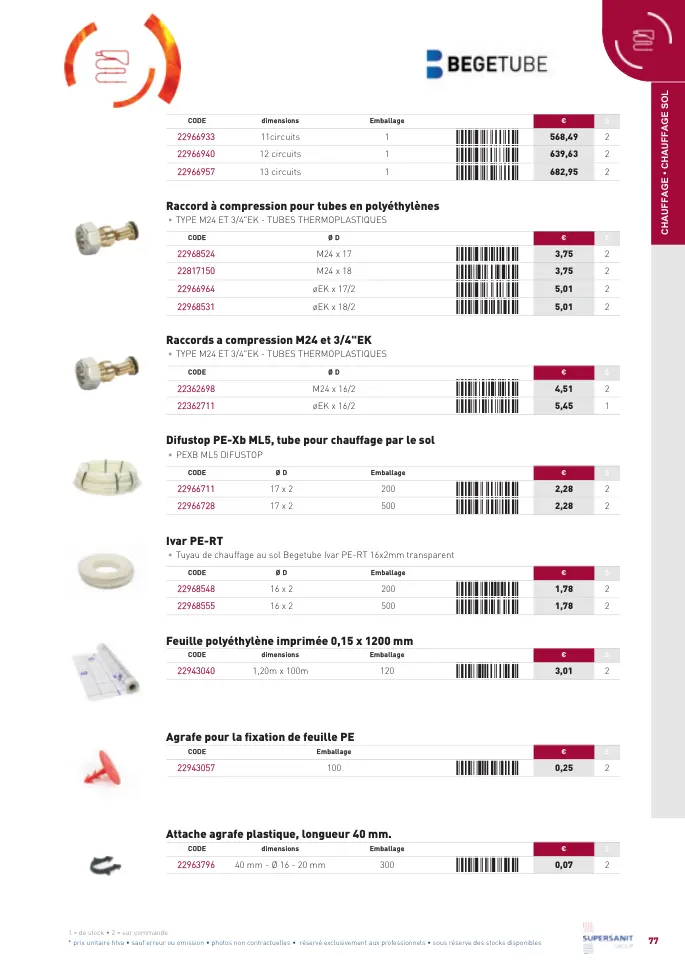 BEGETUBE
CHAUFFAGE • CHAUFFAGE SOL
CODE dimensions Emballage €
22966933 11circuits 1 568,49 2
22966940 12 circuits 1 639,63 2
22966957 13 circuits 1 682,95 2
Raccord à compression pour tubes en polyéthylènes
• TYPE M24 ET 3/4"EK - TUBES THERMOPLASTIQUES
CODE Ø D €
22968524 M24 x 17 3,75 2
22817150 M24 x 18 3,75 2
22966964 øEK x 17/2 5,01 2
22968531 øEK x 18/2 5,01 2
Raccords a compression M24 et 3/4"EK
• TYPE M24 ET 3/4"EK - TUBES THERMOPLASTIQUES
CODE Ø D €
22362698 M24 x 16/2 4,51 2
22362711 øEK x 16/2 5,45 1
Difustop PE-Xb ML5, tube pour chauffage par le sol
• PEXB ML5 DIFUSTOP
CODE Ø D Emballage €
22966711 17 x 2 200 2,28 2
22966728 17 x 2 500 2,28 2
Ivar PE-RT
• Tuyau de chauffage au sol Begetube Ivar PE-RT 16x2mm transparent
CODE Ø D Emballage €
22968548 16 x 2 200 1,78 2
22968555 16 x 2 500 1,78 2
Feuille polyéthylène imprimée 0,15 x 1200 mm
CODE dimensions Emballage €
22943040 1,20m x 100m 120 3,01 2
Agrafe pour la fixation de feuille PE
CODE Emballage €
22943057 100 0,25 2
Attache agrafe plastique, longueur 40 mm.
CODE dimensions Emballage €
22963796 40 mm - Ø 16 - 20 mm 300 0,07 2
1 = de stock • 2 = sur commande
* prix unitaire htva • sauf erreur ou omission • photos non contractuelles • réservé exclusivement aux professionnels • sous réserve des stocks disponibles
SUPERSANIT
GROUP
77